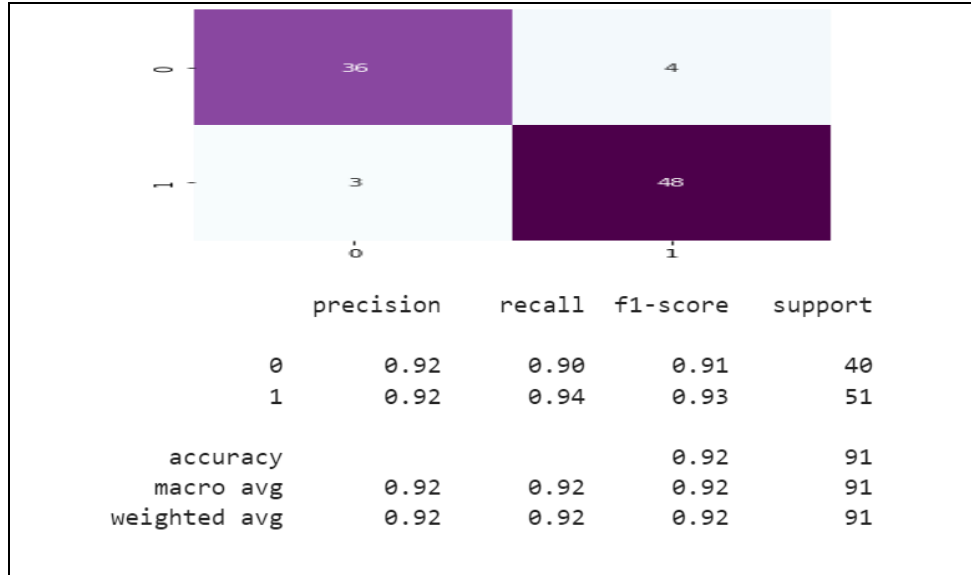 0 36 4
1 3 48
0 1
precision recall f1-score support
0 0.92 0.90 0.91 40
1 0.92 0.94 0.93 51
accuracy 0.92 91
macro avg 0.92 0.92 0.92 91
weighted avg 0.92 0.92 0.92 91